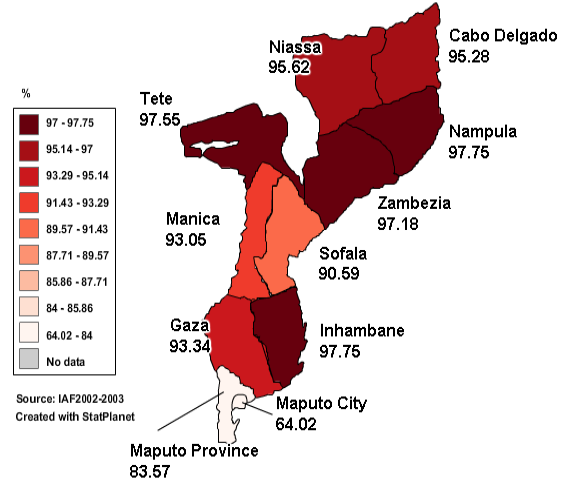 Cabo Delgado
95.28
Niassa
95.62
%
97 - 97.75
95.14 - 97
93.29 - 95.14
91.43 - 93.29
89.57 - 91.43
87.71 - 89.57
85.86 - 87.71
84 - 85.86
64.02 - 84
No data
Tete
97.55
Nampula
97.75
Zambezia
97.18
Manica
93.05
Sofala
90.59
Gaza
93.34
Inhambane
97.75
Source: IAF2002-2003
Created with StatPlanet
Maputo City
64.02
Maputo Province
83.57